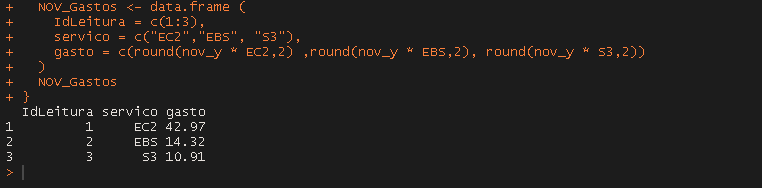 +   NOV_Gastos <- data.frame (
+     IdLeitura = c(1:3),
+     servico = c("EC2","EBS", "S3"),
+     gasto = c(round(nov_y * EC2,2) ,round(nov_y * EBS,2), round(nov_y * S3,2))
+   )
+   NOV_Gastos
+ }
  IdLeitura servico gasto
1         1     EC2 42.97
2         2     EBS 14.32
3         3      S3 10.91
>